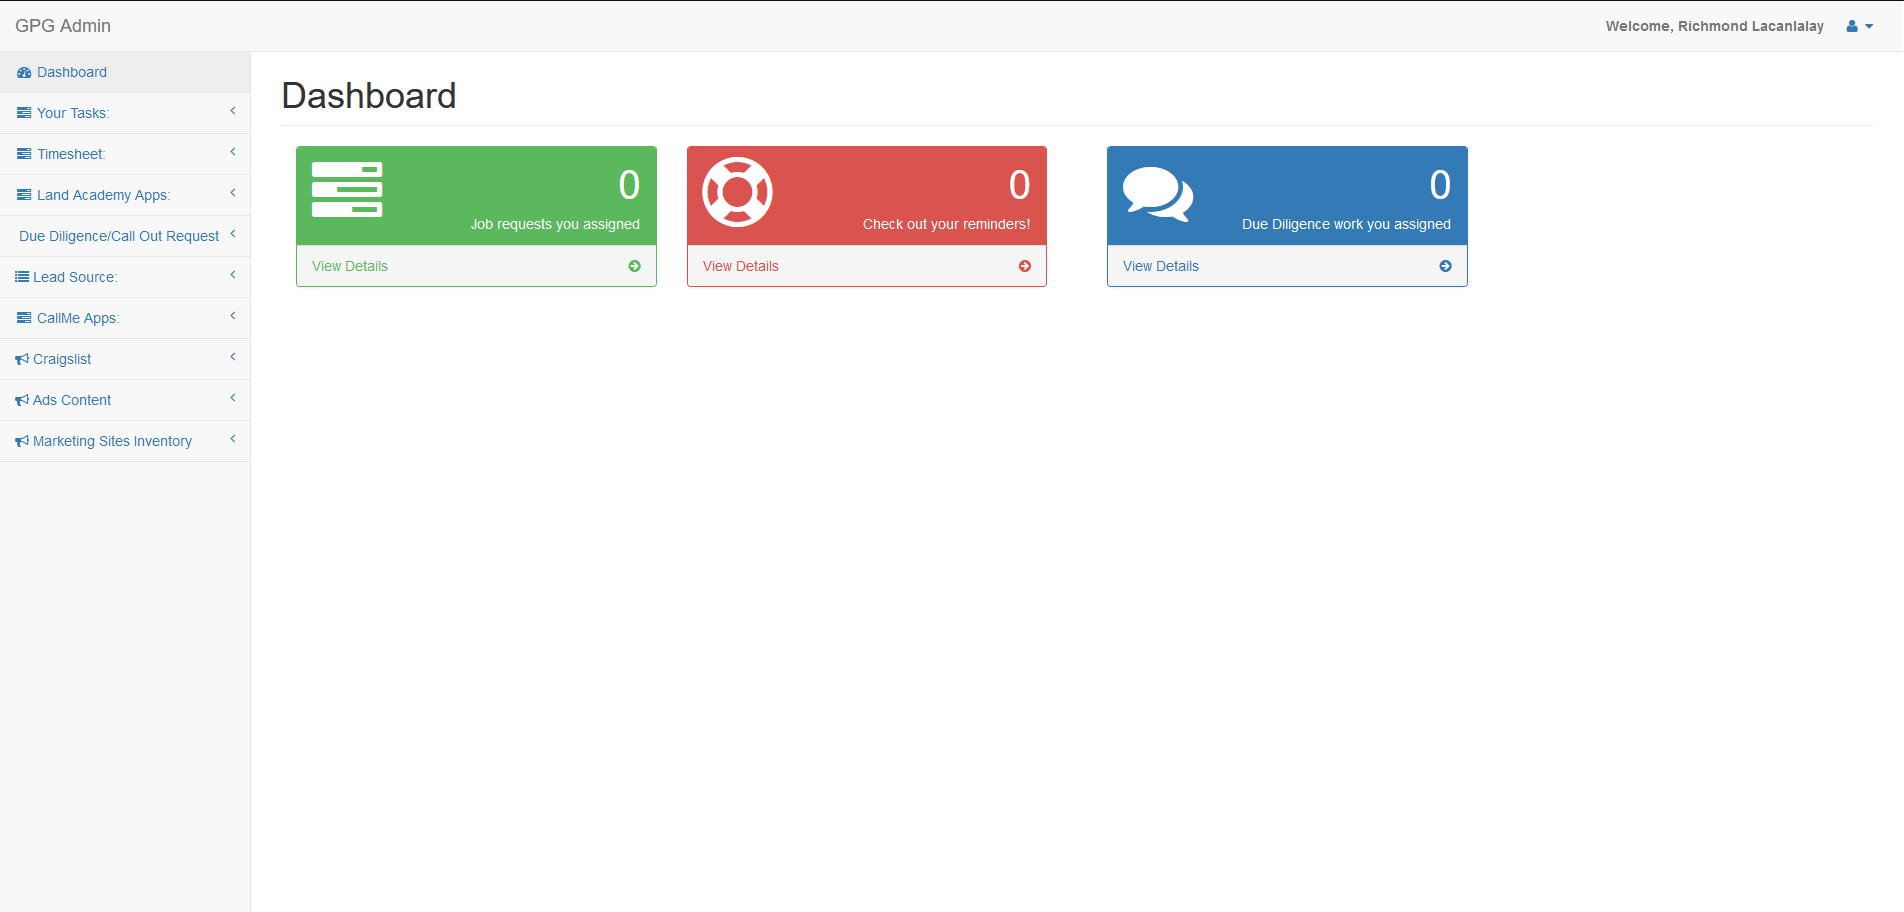 GPG Admin
Welcome, Richmond Lacanlalay
Dashboard
Your Tasks:
Timesheet:
Land Academy Apps:
Due Diligence/Call Out Request
Lead Source:
CallMe Apps:
Craigslist
Ads Content
Marketing Sites Inventory
Dashboard
0
Job requests you assigned
View Details
0
Check out your reminders!
View Details
0
Due Diligence work you assigned
View Details